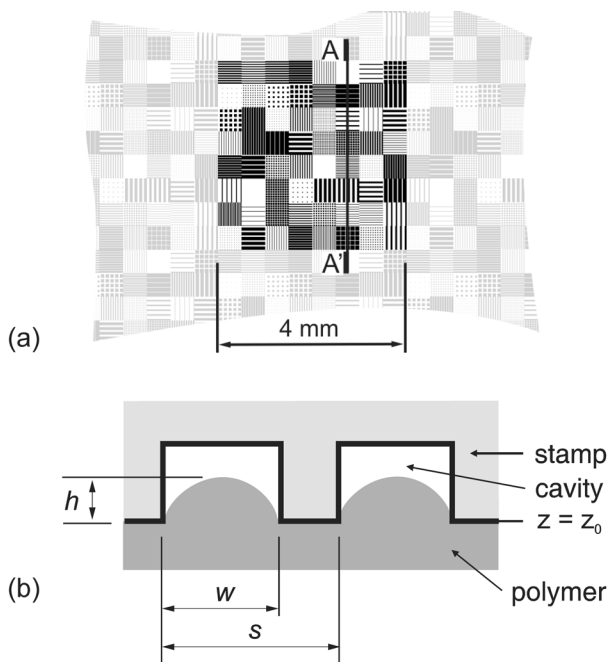 A
A'
4 mm
(a)
h
stamp
cavity
z = z₀
w
s
polymer
(b)